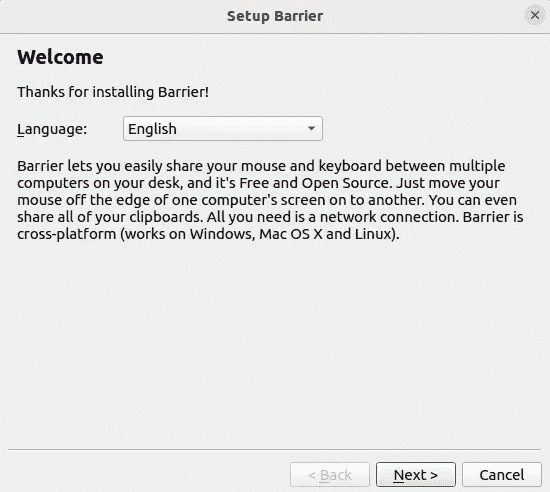 Setup Barrier
Welcome
Thanks for installing Barrier!
Language: English
Barrier lets you easily share your mouse and keyboard between multiple
computers on your desk, and it's Free and Open Source. Just move your
mouse off the edge of one computer's screen on to another. You can even
share all of your clipboards. All you need is a network connection. Barrier is
cross-platform (works on Windows, Mac OS X and Linux).
< Back Next > Cancel